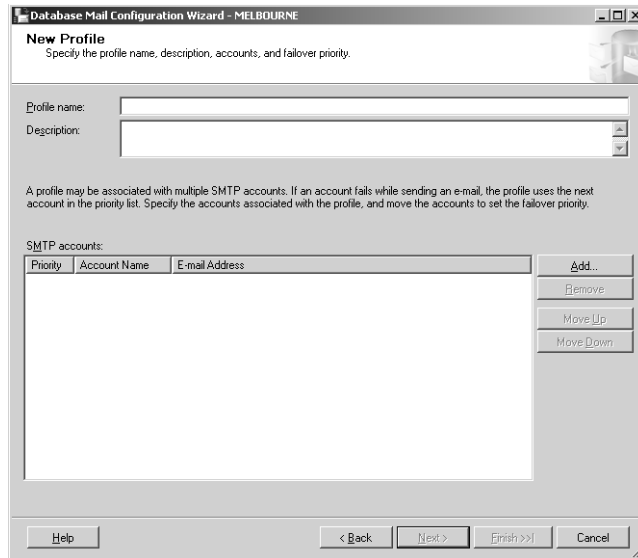 Database Mail Configuration Wizard - MELBOURNE
New Profile
Specify the profile name, description, accounts, and failover priority.
Profile name:
Description:
A profile may be associated with multiple SMTP accounts. If an account fails while sending an e-mail, the profile uses the next
account in the priority list. Specify the accounts associated with the profile, and move the accounts to set the failover priority.
SMTP accounts:
Priority Account Name E-mail Address
Add...
Remove
Move Up
Move Down
Help < Back Next > Finish >>| Cancel